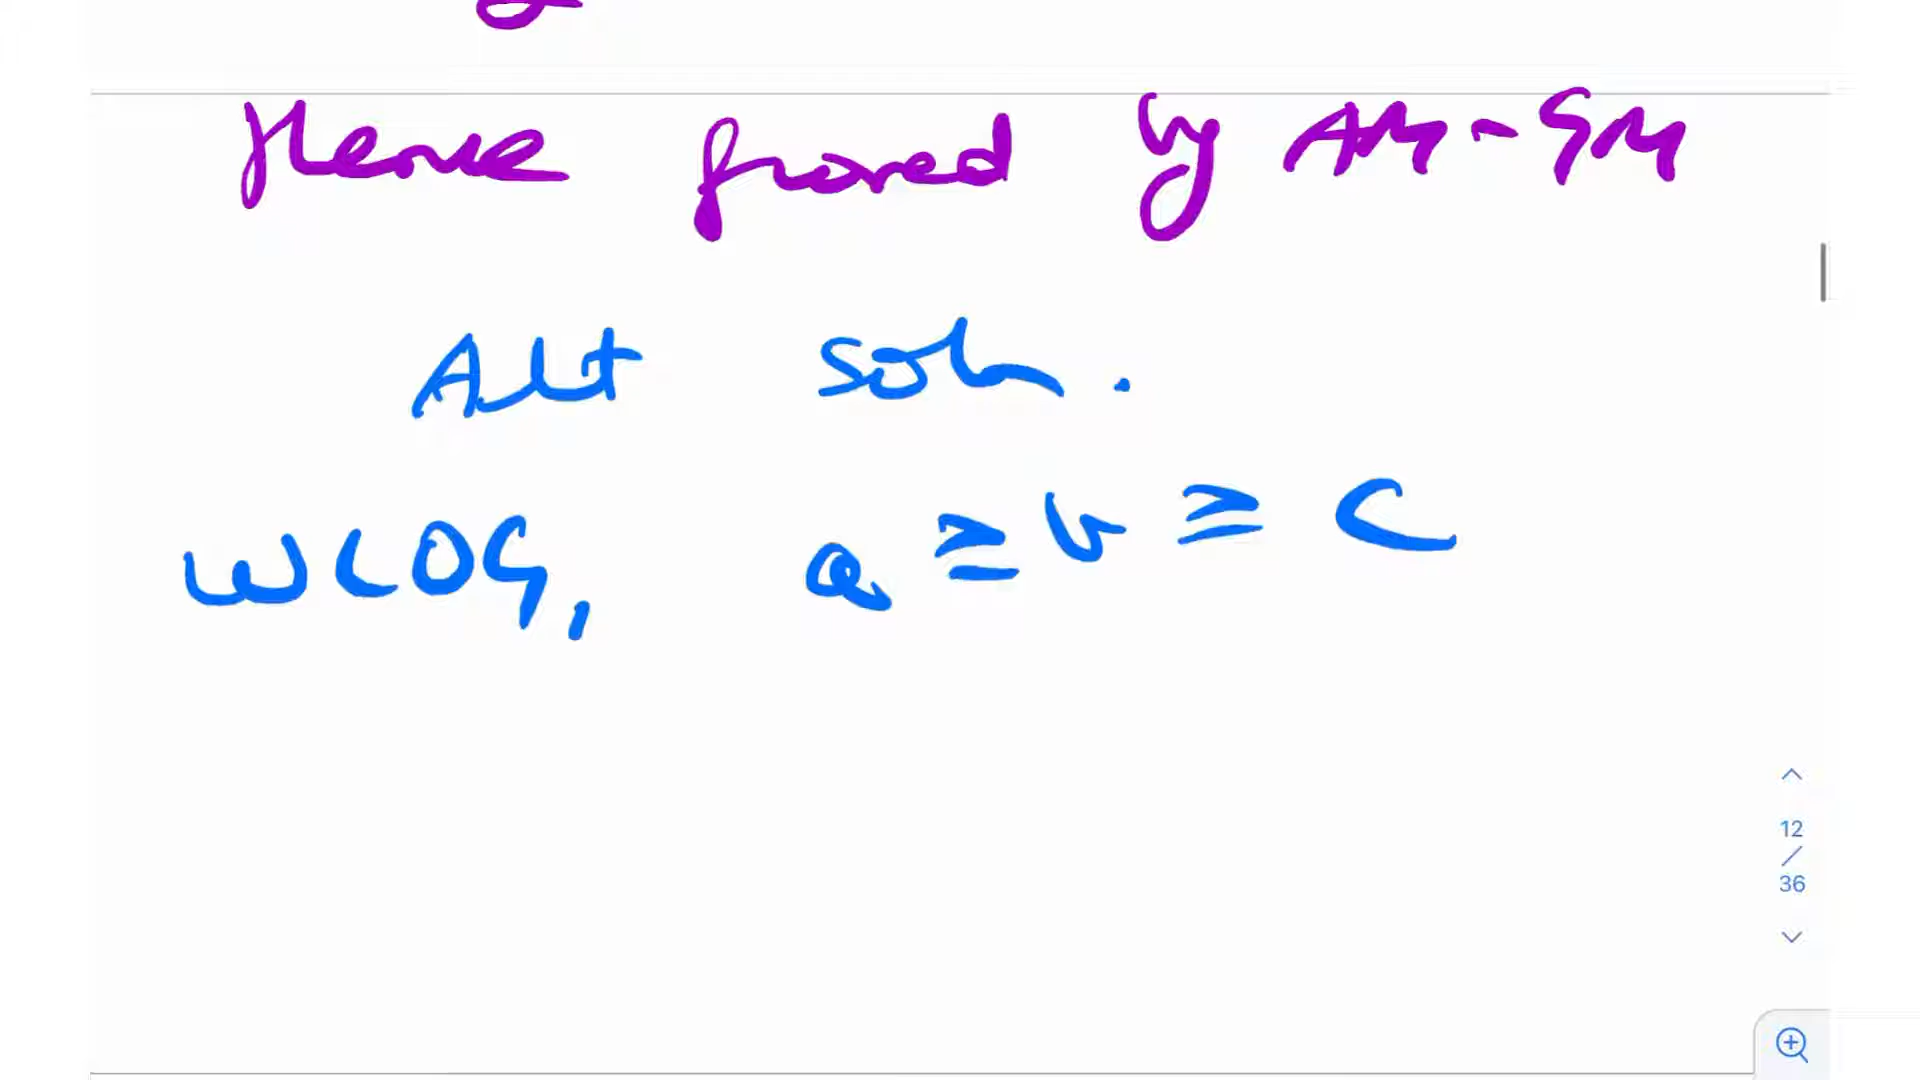 Hence proved by AM-GM
Alt soln.
WLOG, a ≥ b ≥ c
12
/
36